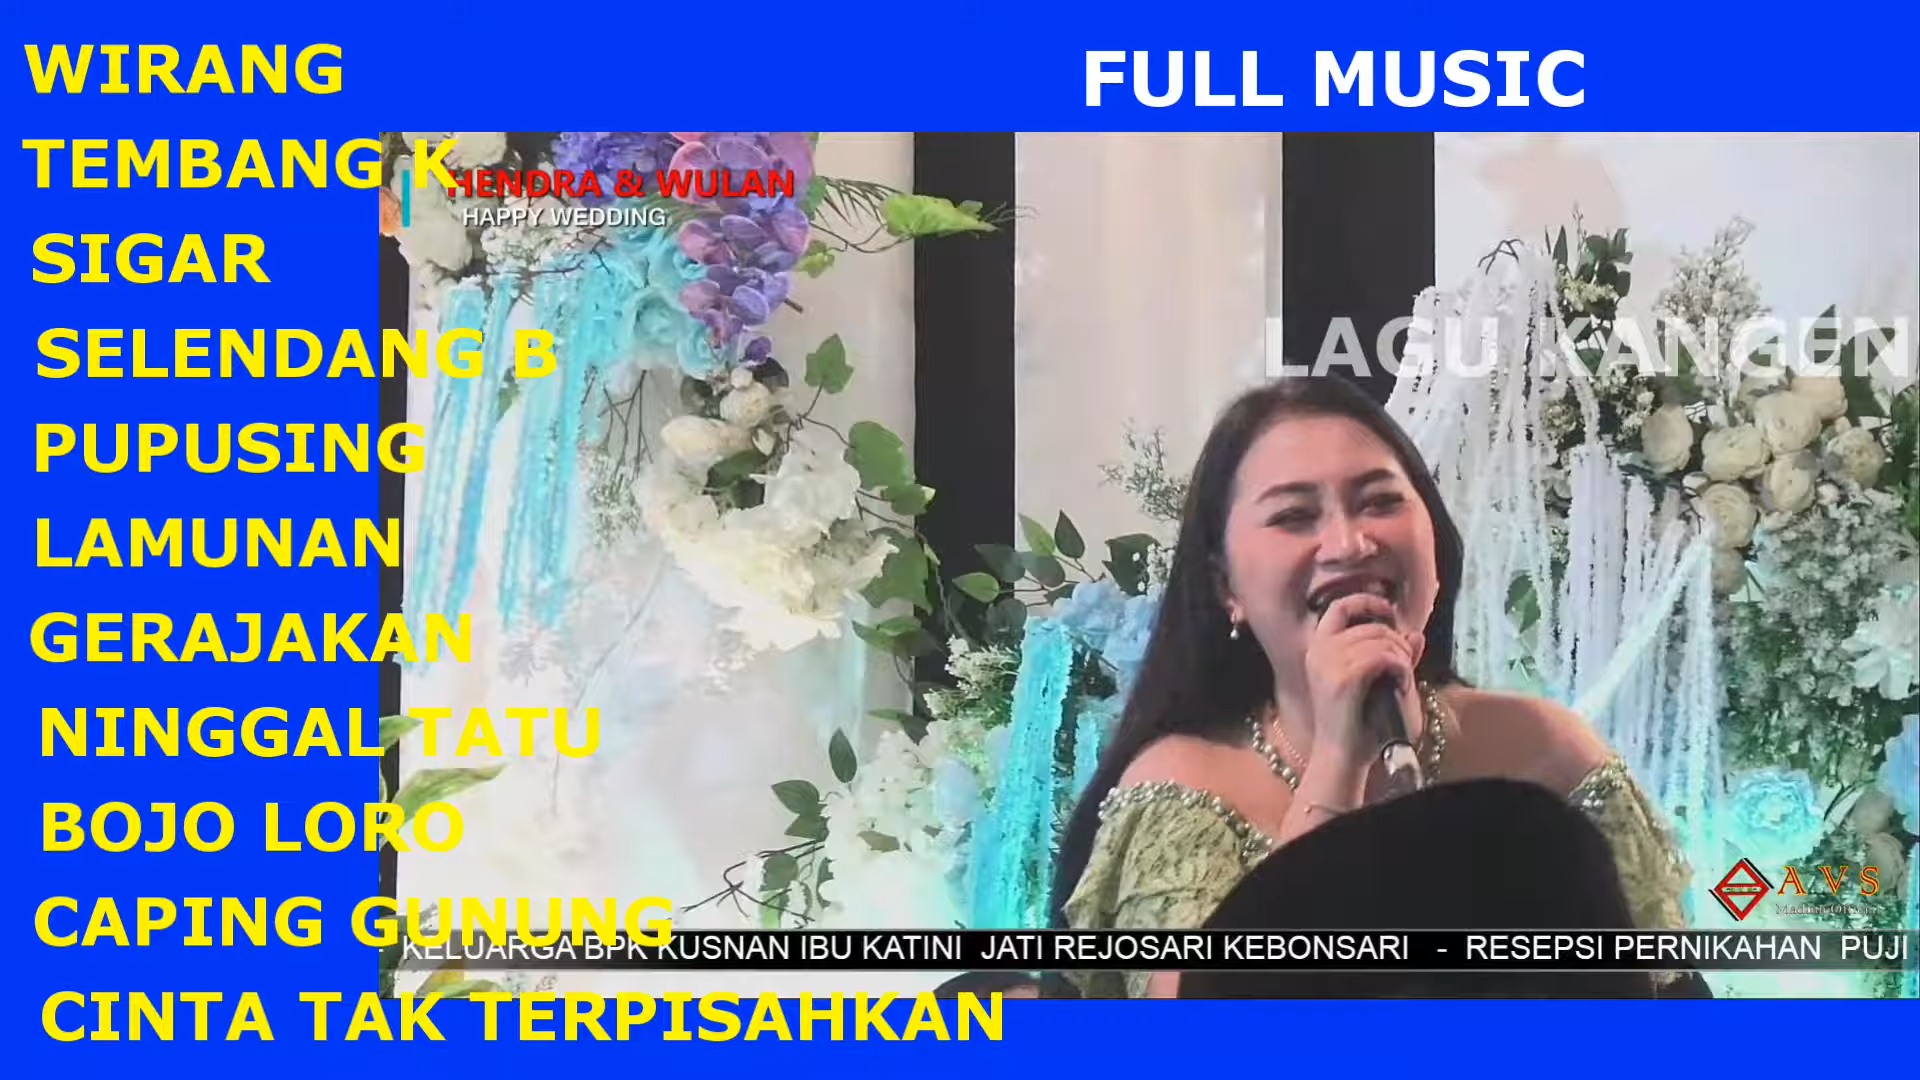 WIRANG
FULL MUSIC
TEMBANG K
HENDRA & WULAN
HAPPY WEDDING
SIGAR
LAGU KANGEN
SELENDANG B
PUPUSING
LAMUNAN
GERAJAKAN
NINGGAL TATU
BOJO LORO
AVS
CAPING GUNUNG
KELUARGA BPK KUSNAN IBU KATINI JATI REJOSARI KEBONSARI - RESEPSI PERNIKAHAN PUJI
CINTA TAK TERPISAHKAN